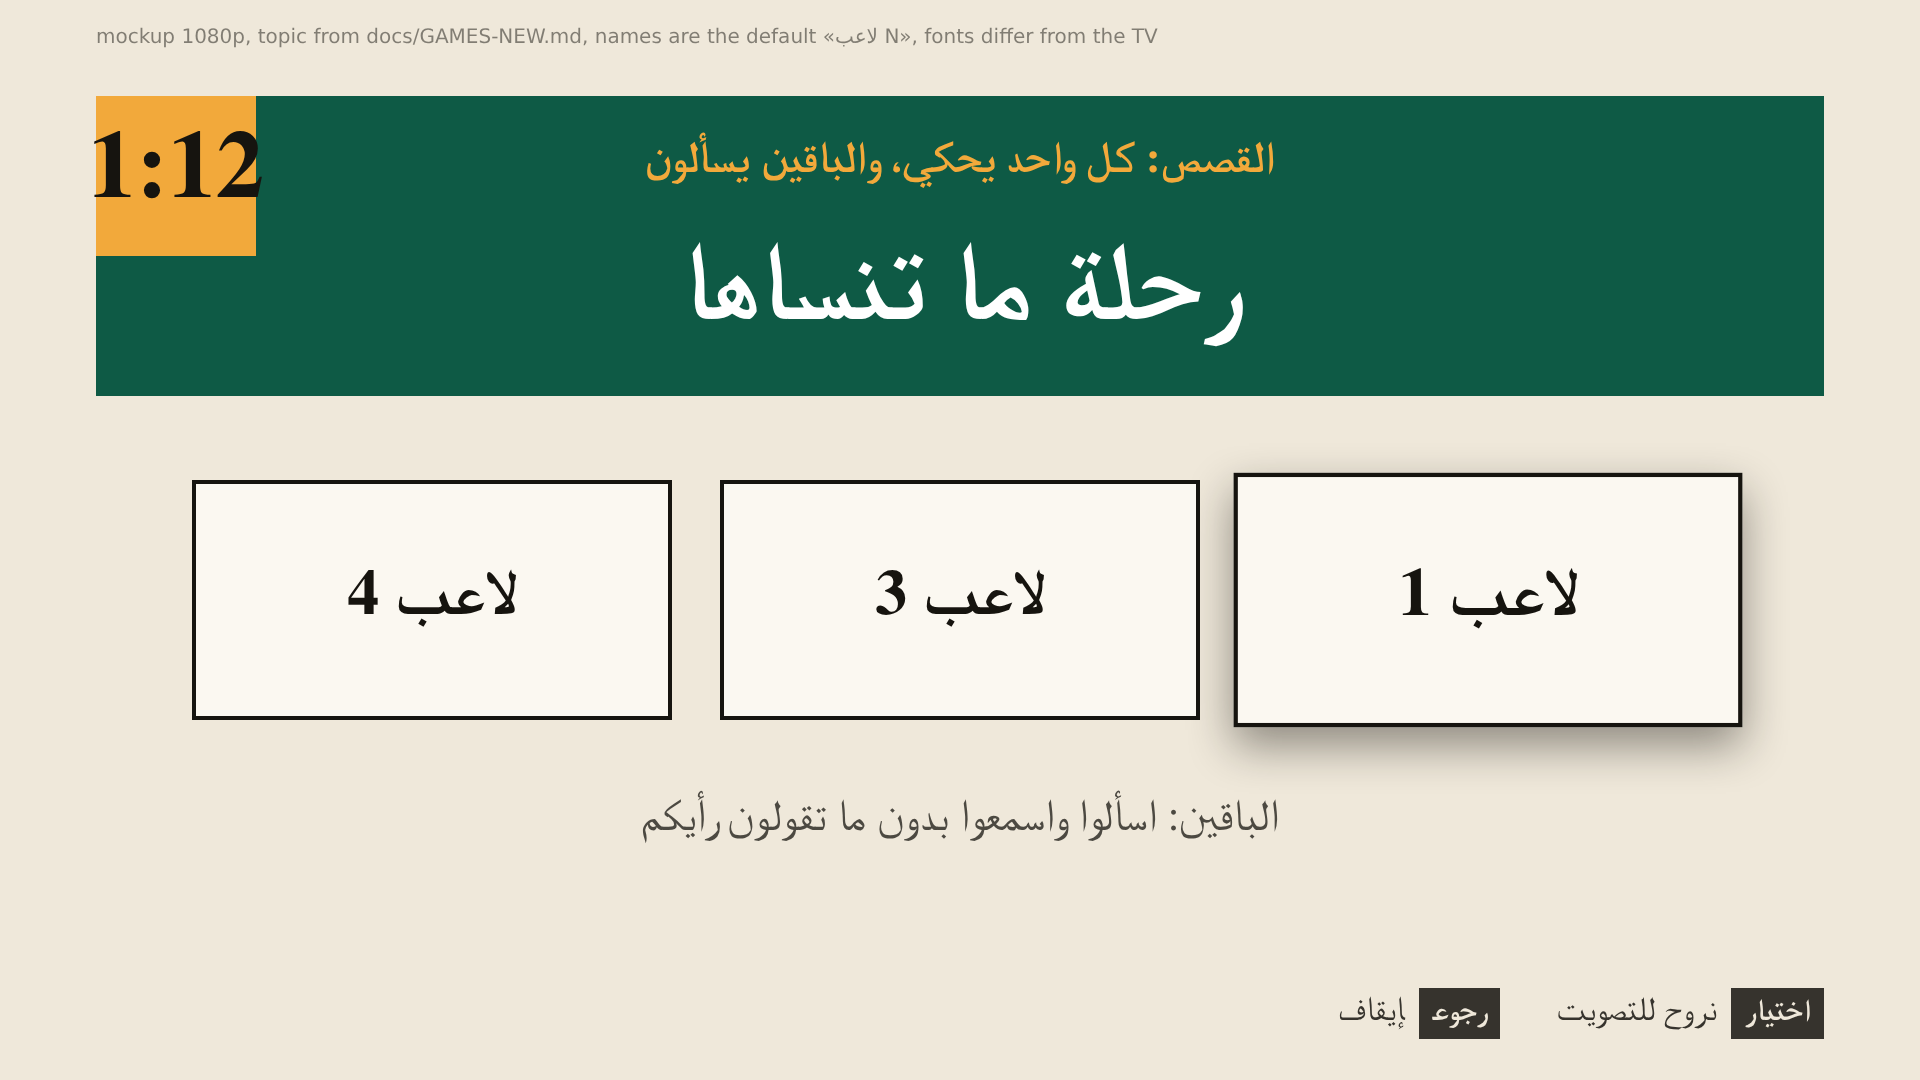 mockup 1080p, topic from docs/GAMES-NEW.md, names are the default «لاعب N», fonts differ from the TV
1:12
القصص: كل واحد يحكي، والباقين يسألون
رحلة ما تنساها
لاعب 1
لاعب 3
لاعب 4
الباقين: اسألوا واسمعوا بدون ما تقولون رأيكم
اختيار نروح للتصويت رجوع إيقاف